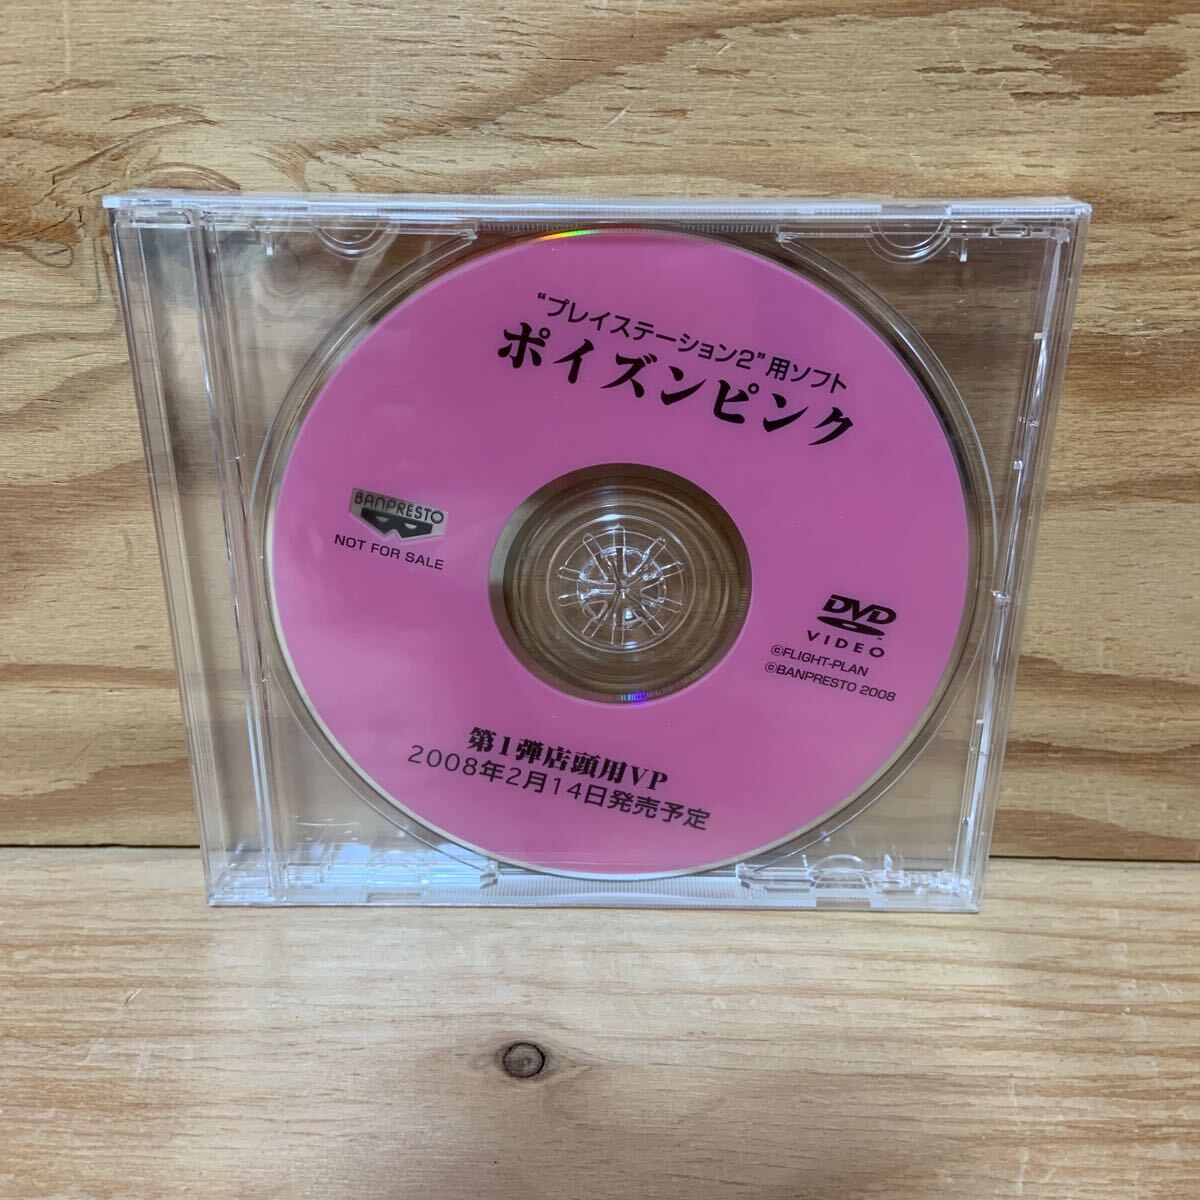 “プレイステーション2”用ソフト
ポイズンピンク
BANPRESTO
NOT FOR SALE
DVD
VIDEO
©FLIGHT-PLAN
©BANPRESTO 2008
第1弾店頭用VP
2008年2月14日発売予定